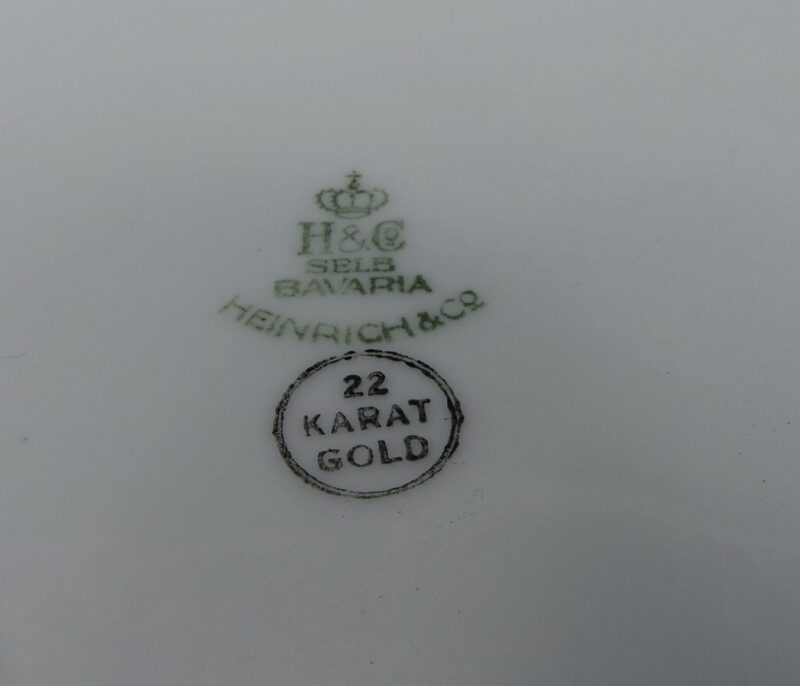 H&Co
SELB
BAVARIA
HEINRICH & Co
22
KARAT
GOLD